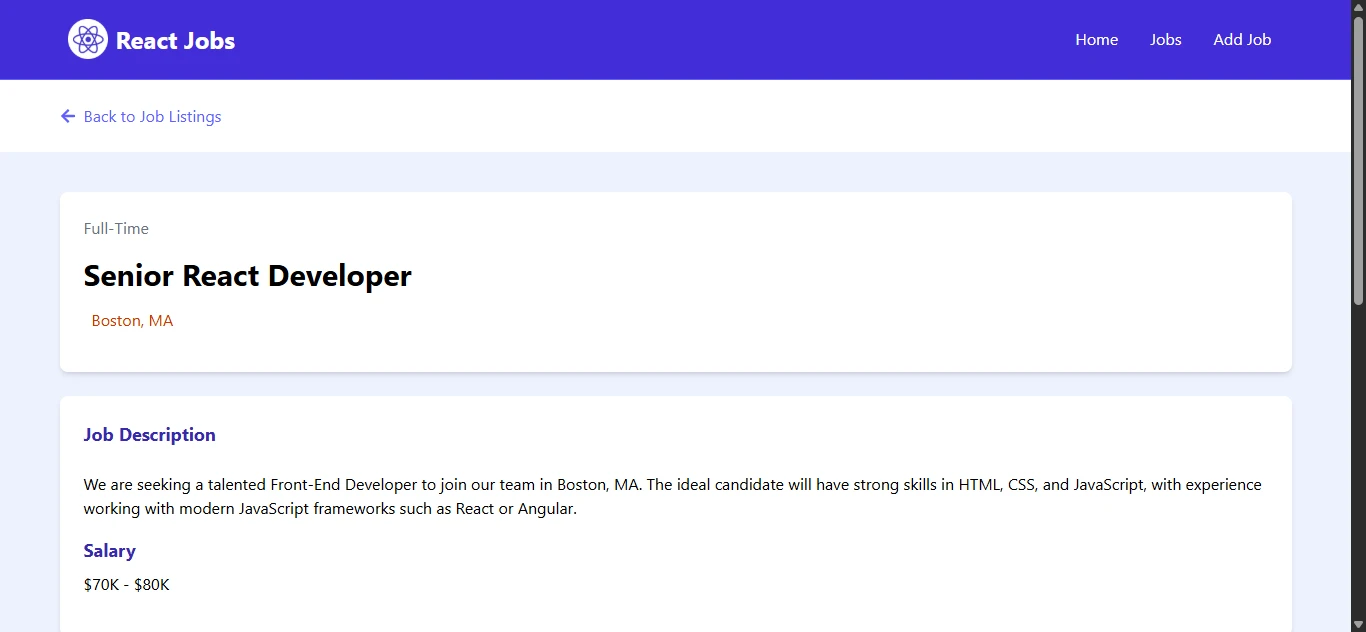 React Jobs
Home Jobs Add Job
Back to Job Listings
Full-Time
Senior React Developer
Boston, MA
Job Description
We are seeking a talented Front-End Developer to join our team in Boston, MA. The ideal candidate will have strong skills in HTML, CSS, and JavaScript, with experience
working with modern JavaScript frameworks such as React or Angular.
Salary
$70K - $80K